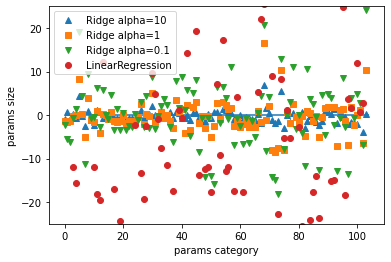 Ridge alpha=10
Ridge alpha=1
Ridge alpha=0.1
LinearRegression
20
10
0
−10
−20
params size
0 20 40 60 80 100
params category